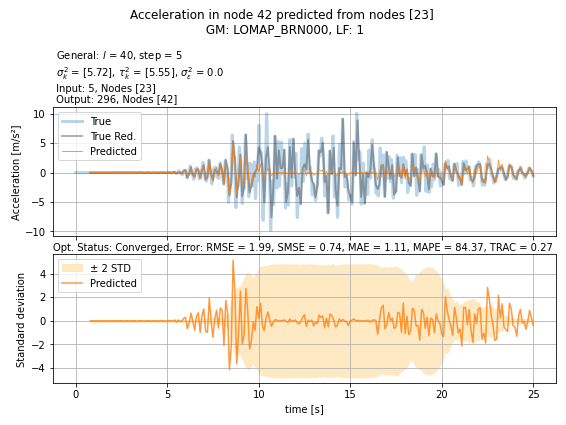 Acceleration in node 42 predicted from nodes [23]
GM: LOMAP_BRN000, LF: 1
General: l = 40, step = 5
σ²ₖ = [5.72], τ²ₖ = [5.55], σ²ε = 0.0
Input: 5, Nodes [23]
Output: 296, Nodes [42]
Acceleration [m/s²]
10
5
0
−5
−10
True
True Red.
Predicted
Opt. Status: Converged, Error: RMSE = 1.99, SMSE = 0.74, MAE = 1.11, MAPE = 84.37, TRAC = 0.27
Standard deviation
4
2
0
−2
−4
± 2 STD
Predicted
0 5 10 15 20 25
time [s]